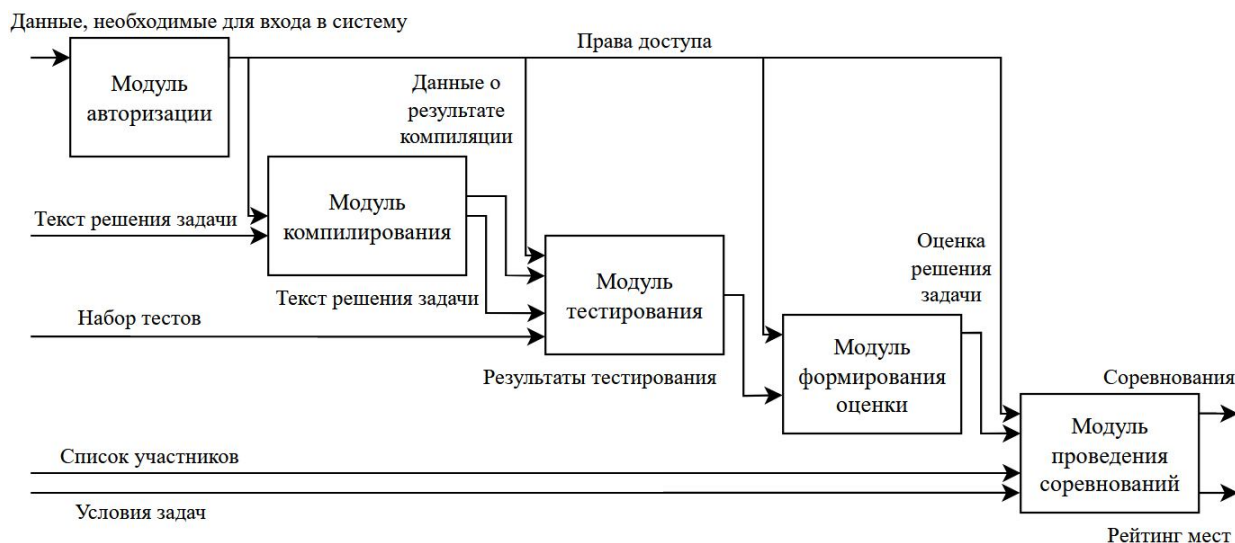 Данные, необходимые для входа в систему
Права доступа
Модуль
авторизации
Данные о
результате
компиляции
Модуль
компилирования
Текст решения задачи
Текст решения задачи
Модуль
тестирования
Оценка
решения
задачи
Набор тестов
Результаты тестирования
Модуль
формирования
оценки
Соревнования
Модуль
проведения
соревнований
Список участников
Условия задач
Рейтинг мест